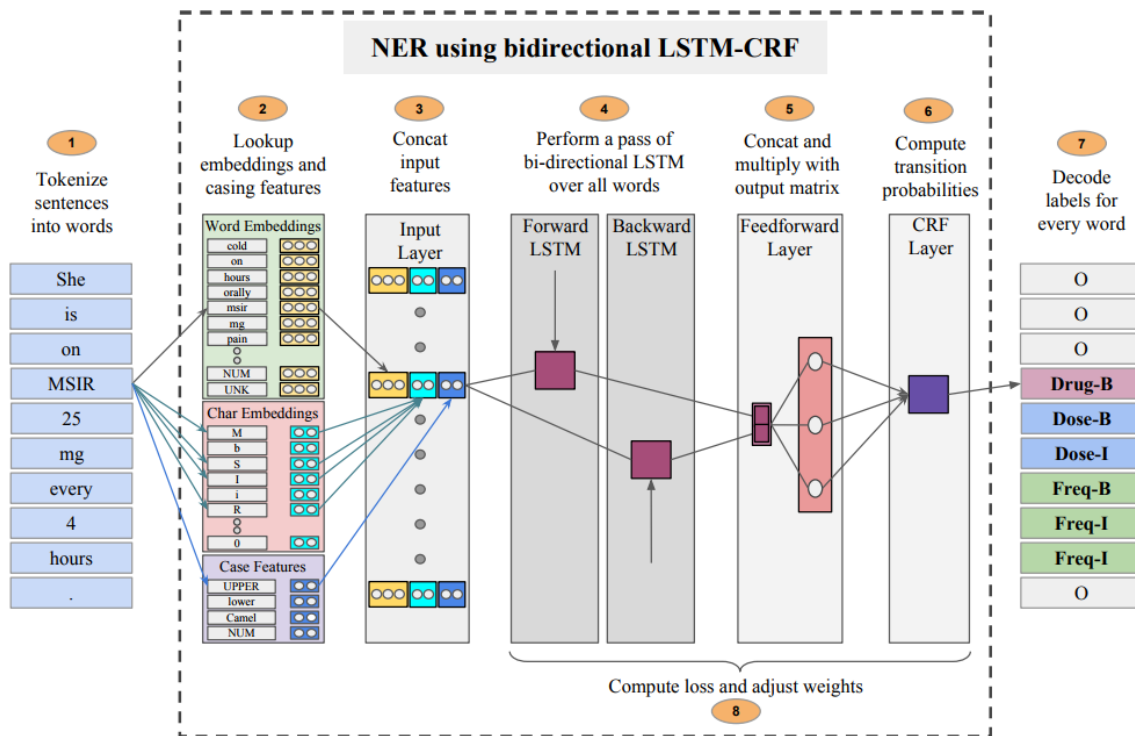 NER using bidirectional LSTM-CRF
1
Tokenize
sentences
into words
She
is
on
MSIR
25
mg
every
4
hours
.
2
Lookup
embeddings and
casing features
Word Embeddings
cold
on
hours
orally
msir
mg
pain
NUM
UNK
Char Embeddings
M
b
S
I
i
R
0
Case Features
UPPER
lower
Camel
NUM
3
Concat
input
features
Input
Layer
4
Perform a pass of
bi-directional LSTM
over all words
Forward
LSTM
Backward
LSTM
5
Concat and
multiply with
output matrix
Feedforward
Layer
6
Compute
transition
probabilities
CRF
Layer
7
Decode
labels for
every word
O
O
O
Drug-B
Dose-B
Dose-I
Freq-B
Freq-I
Freq-I
O
Compute loss and adjust weights
8